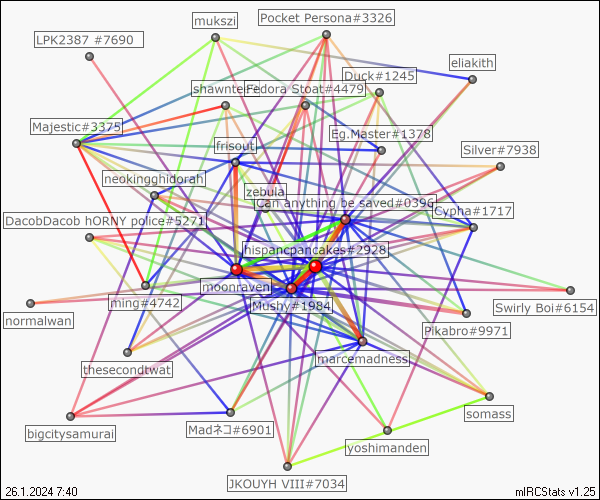 mukszi
Pocket Persona#3326
LPK2387 #7690
eliakith
Duck#1245
Fedora Stoat#4479
Majestic#3375
Eg.Master#1378
frisout
Silver#7938
neokingghidorah
zebula
Can anything be saved#0396
Cypha#1717
DacobDacob hORNY police#5271
hispancpancakes#2928
moonraven
ming#4742
Mushy#1984
Swirly Boi#6154
normalwan
Pikabro#9971
marcemadness
thesecondtwat
somass
bigcitysamurai
Madネコ#6901
yoshimanden
JKOUYH VIII#7034
26.1.2024 7:40
mIRCStats v1.25